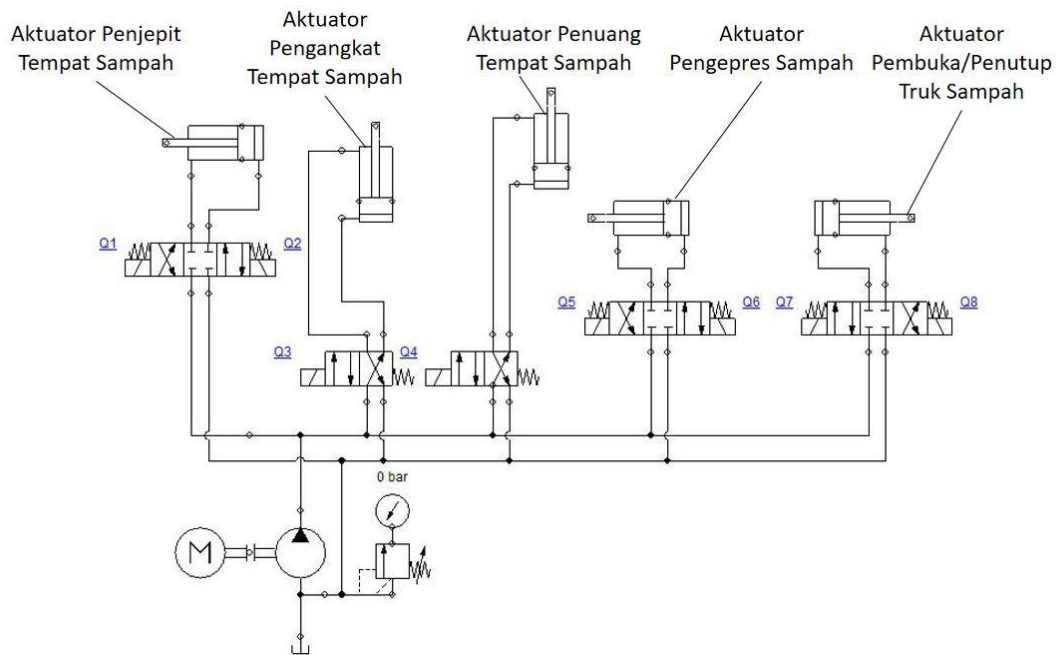 Aktuator Penjepit
Tempat Sampah
Aktuator
Pengangkat
Tempat Sampah
Aktuator Penuang
Tempat Sampah
Aktuator
Pengepres Sampah
Aktuator
Pembuka/Penutup
Truk Sampah
Q1
Q2
Q3
Q4
Q5
Q6
Q7
Q8
0 bar
M